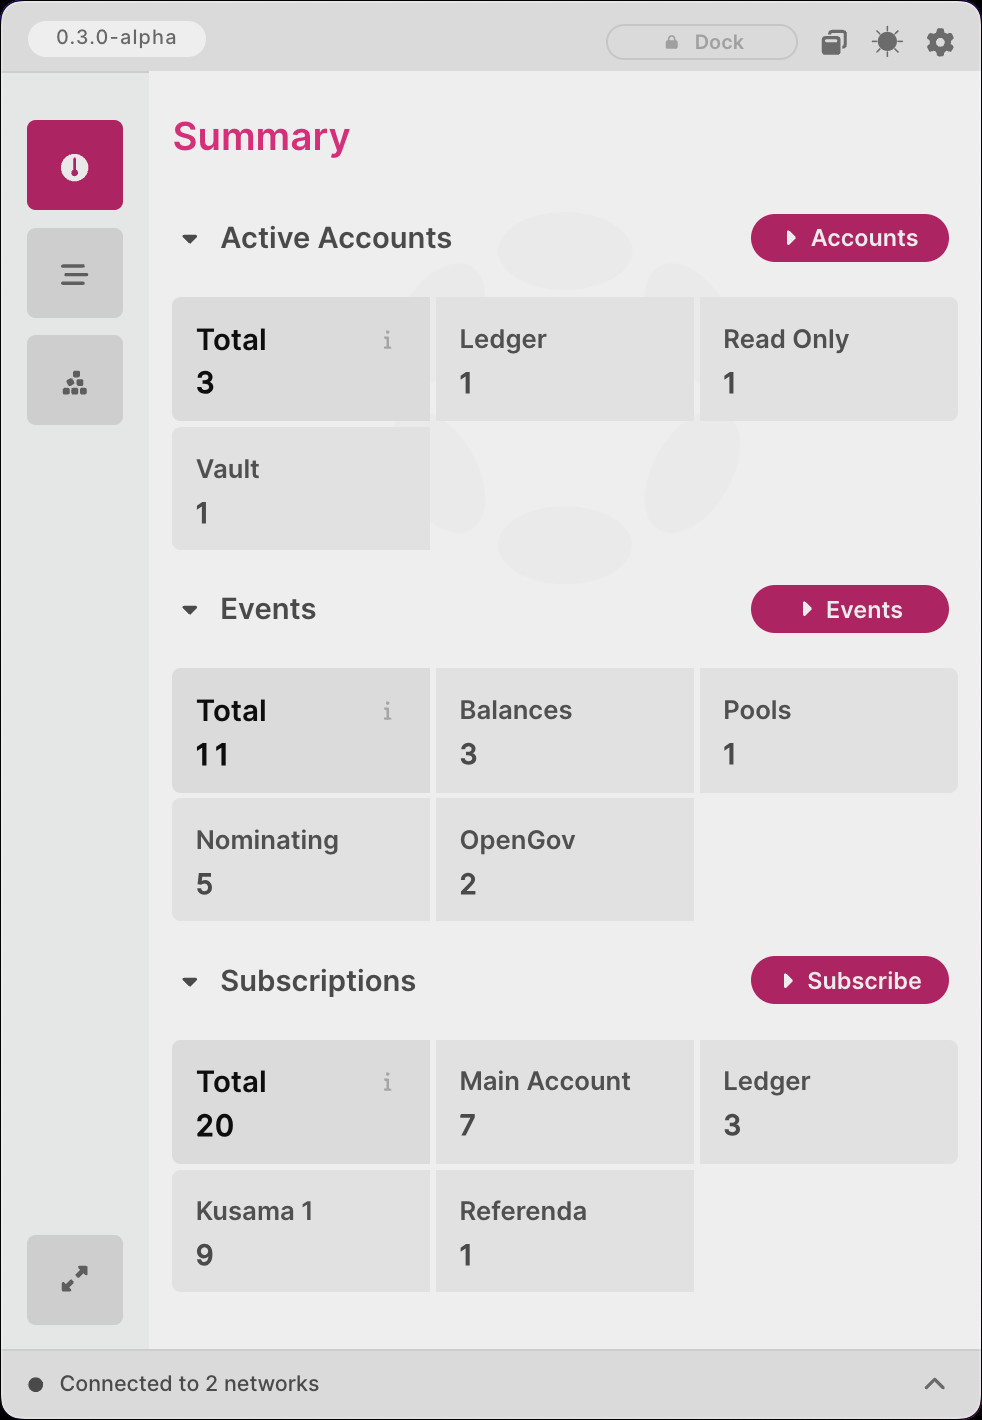 0.3.0-alpha
Dock
Summary
Active Accounts
Accounts
Total
3
Ledger
1
Read Only
1
Vault
1
Events
Events
Total
11
Balances
3
Pools
1
Nominating
5
OpenGov
2
Subscriptions
Subscribe
Total
20
Main Account
7
Ledger
3
Kusama 1
9
Referenda
1
Connected to 2 networks